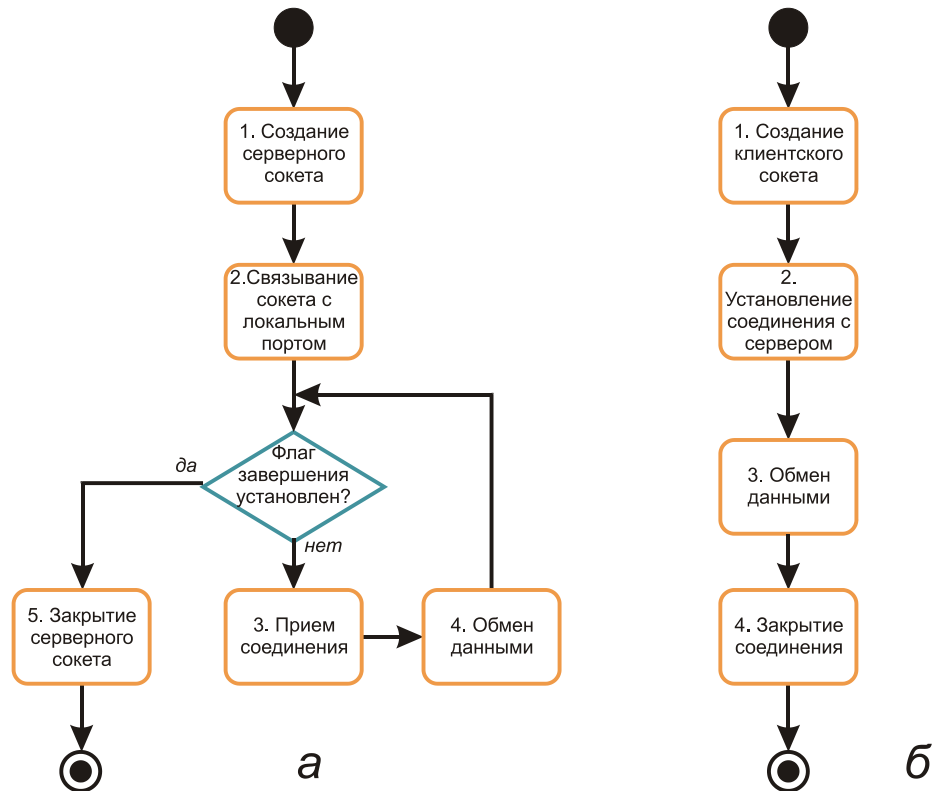 1. Создание
серверного
сокета
2.Связывание
сокета с
локальным
портом
Флаг
завершения
установлен?
да
нет
3. Прием
соединения
4. Обмен
данными
5. Закрытие
серверного
сокета
а
1. Создание
клиентского
сокета
2.
Установление
соединения с
сервером
3. Обмен
данными
4. Закрытие
соединения
б